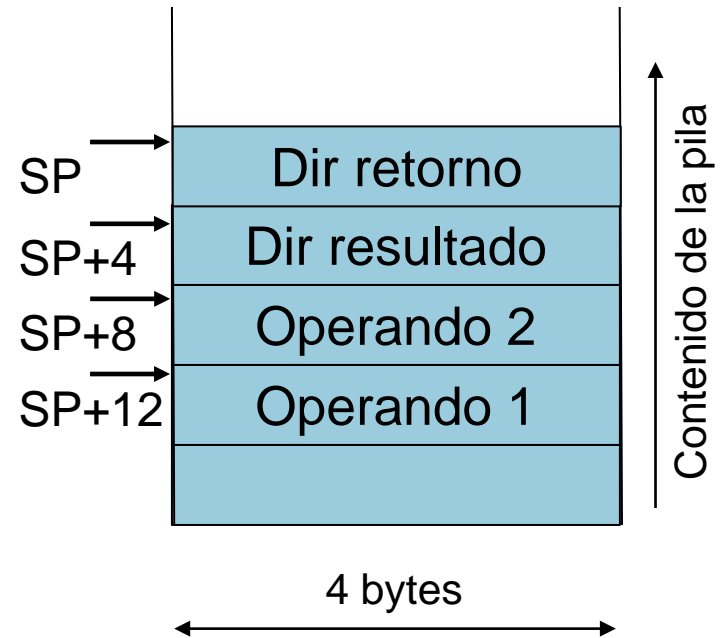 SP
Dir retorno
SP+4
Dir resultado
SP+8
Operando 2
SP+12
Operando 1
Contenido de la pila
4 bytes